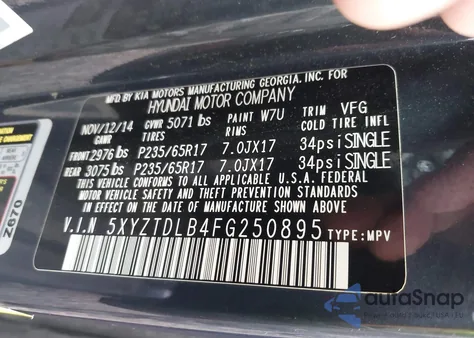 MFD BY KIA MOTORS MANUFACTURING GEORGIA, INC. FOR
HYUNDAI MOTOR COMPANY
NOV/12/14 GVWR 5071 lbs PAINT W7U TRIM VFG
GAWR TIRES RIMS COLD TIRE INFL
FRONT 2976 lbs P235/65R17 7.0JX17 34psi SINGLE
REAR 3075 lbs P235/65R17 7.0JX17 34psi SINGLE
THIS VEHICLE CONFORMS TO ALL APPLICABLE U.S.A. FEDERAL
MOTOR VEHICLE SAFETY AND THEFT PREVENTION STANDARDS
IN EFFECT ON THE DATE OF MANUFACTURE SHOWN ABOVE.
V.I.N 5XYZTDLB4FG250895 TYPE: MPV
Z670
autoSnap